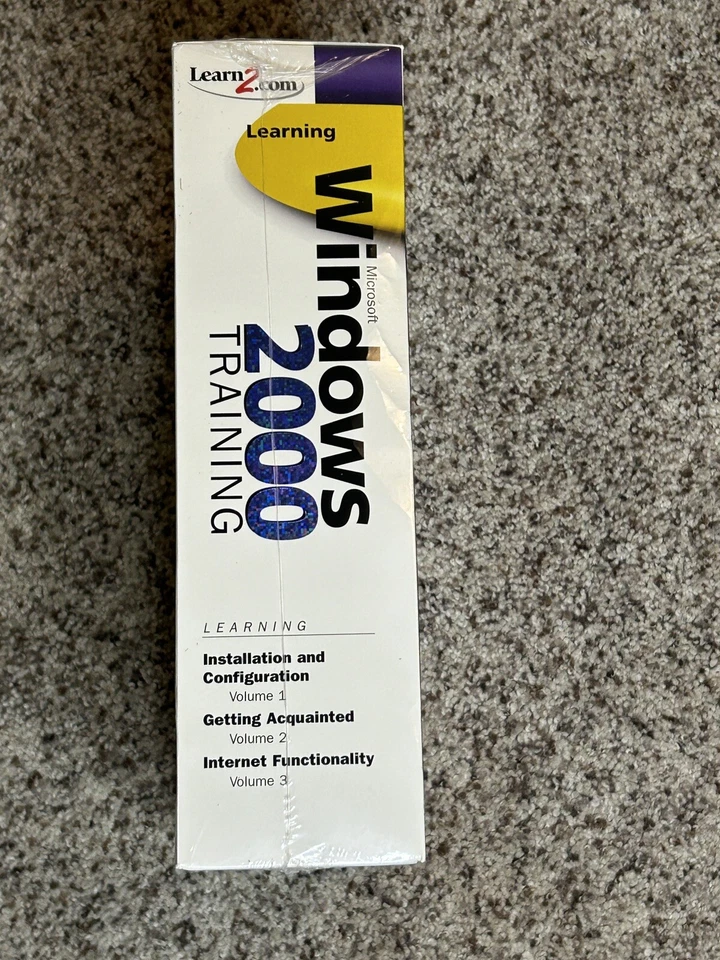 Learn2.com
Learning
Microsoft
Windows
2000
TRAINING
LEARNING
Installation and
Configuration
Volume 1
Getting Acquainted
Volume 2
Internet Functionality
Volume 3